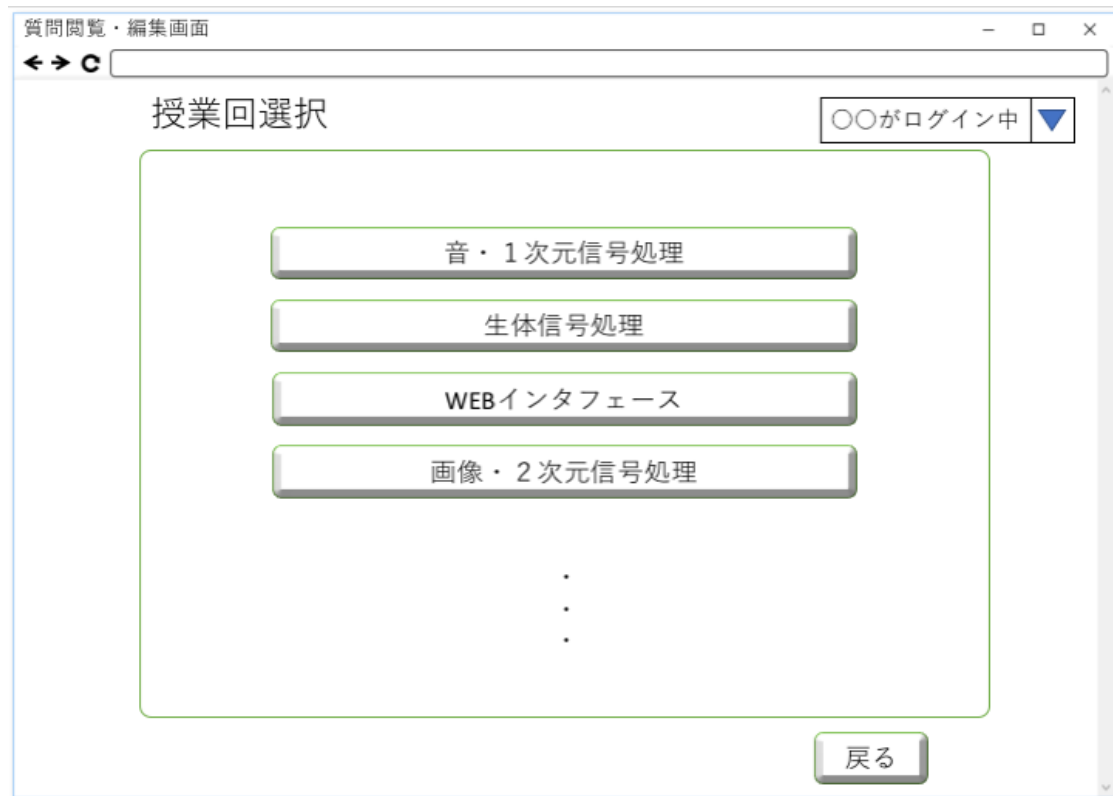 質問閲覧・編集画面
授業回選択
〇〇がログイン中
音・1次元信号処理
生体信号処理
WEBインタフェース
画像・2次元信号処理
・
・
・
戻る